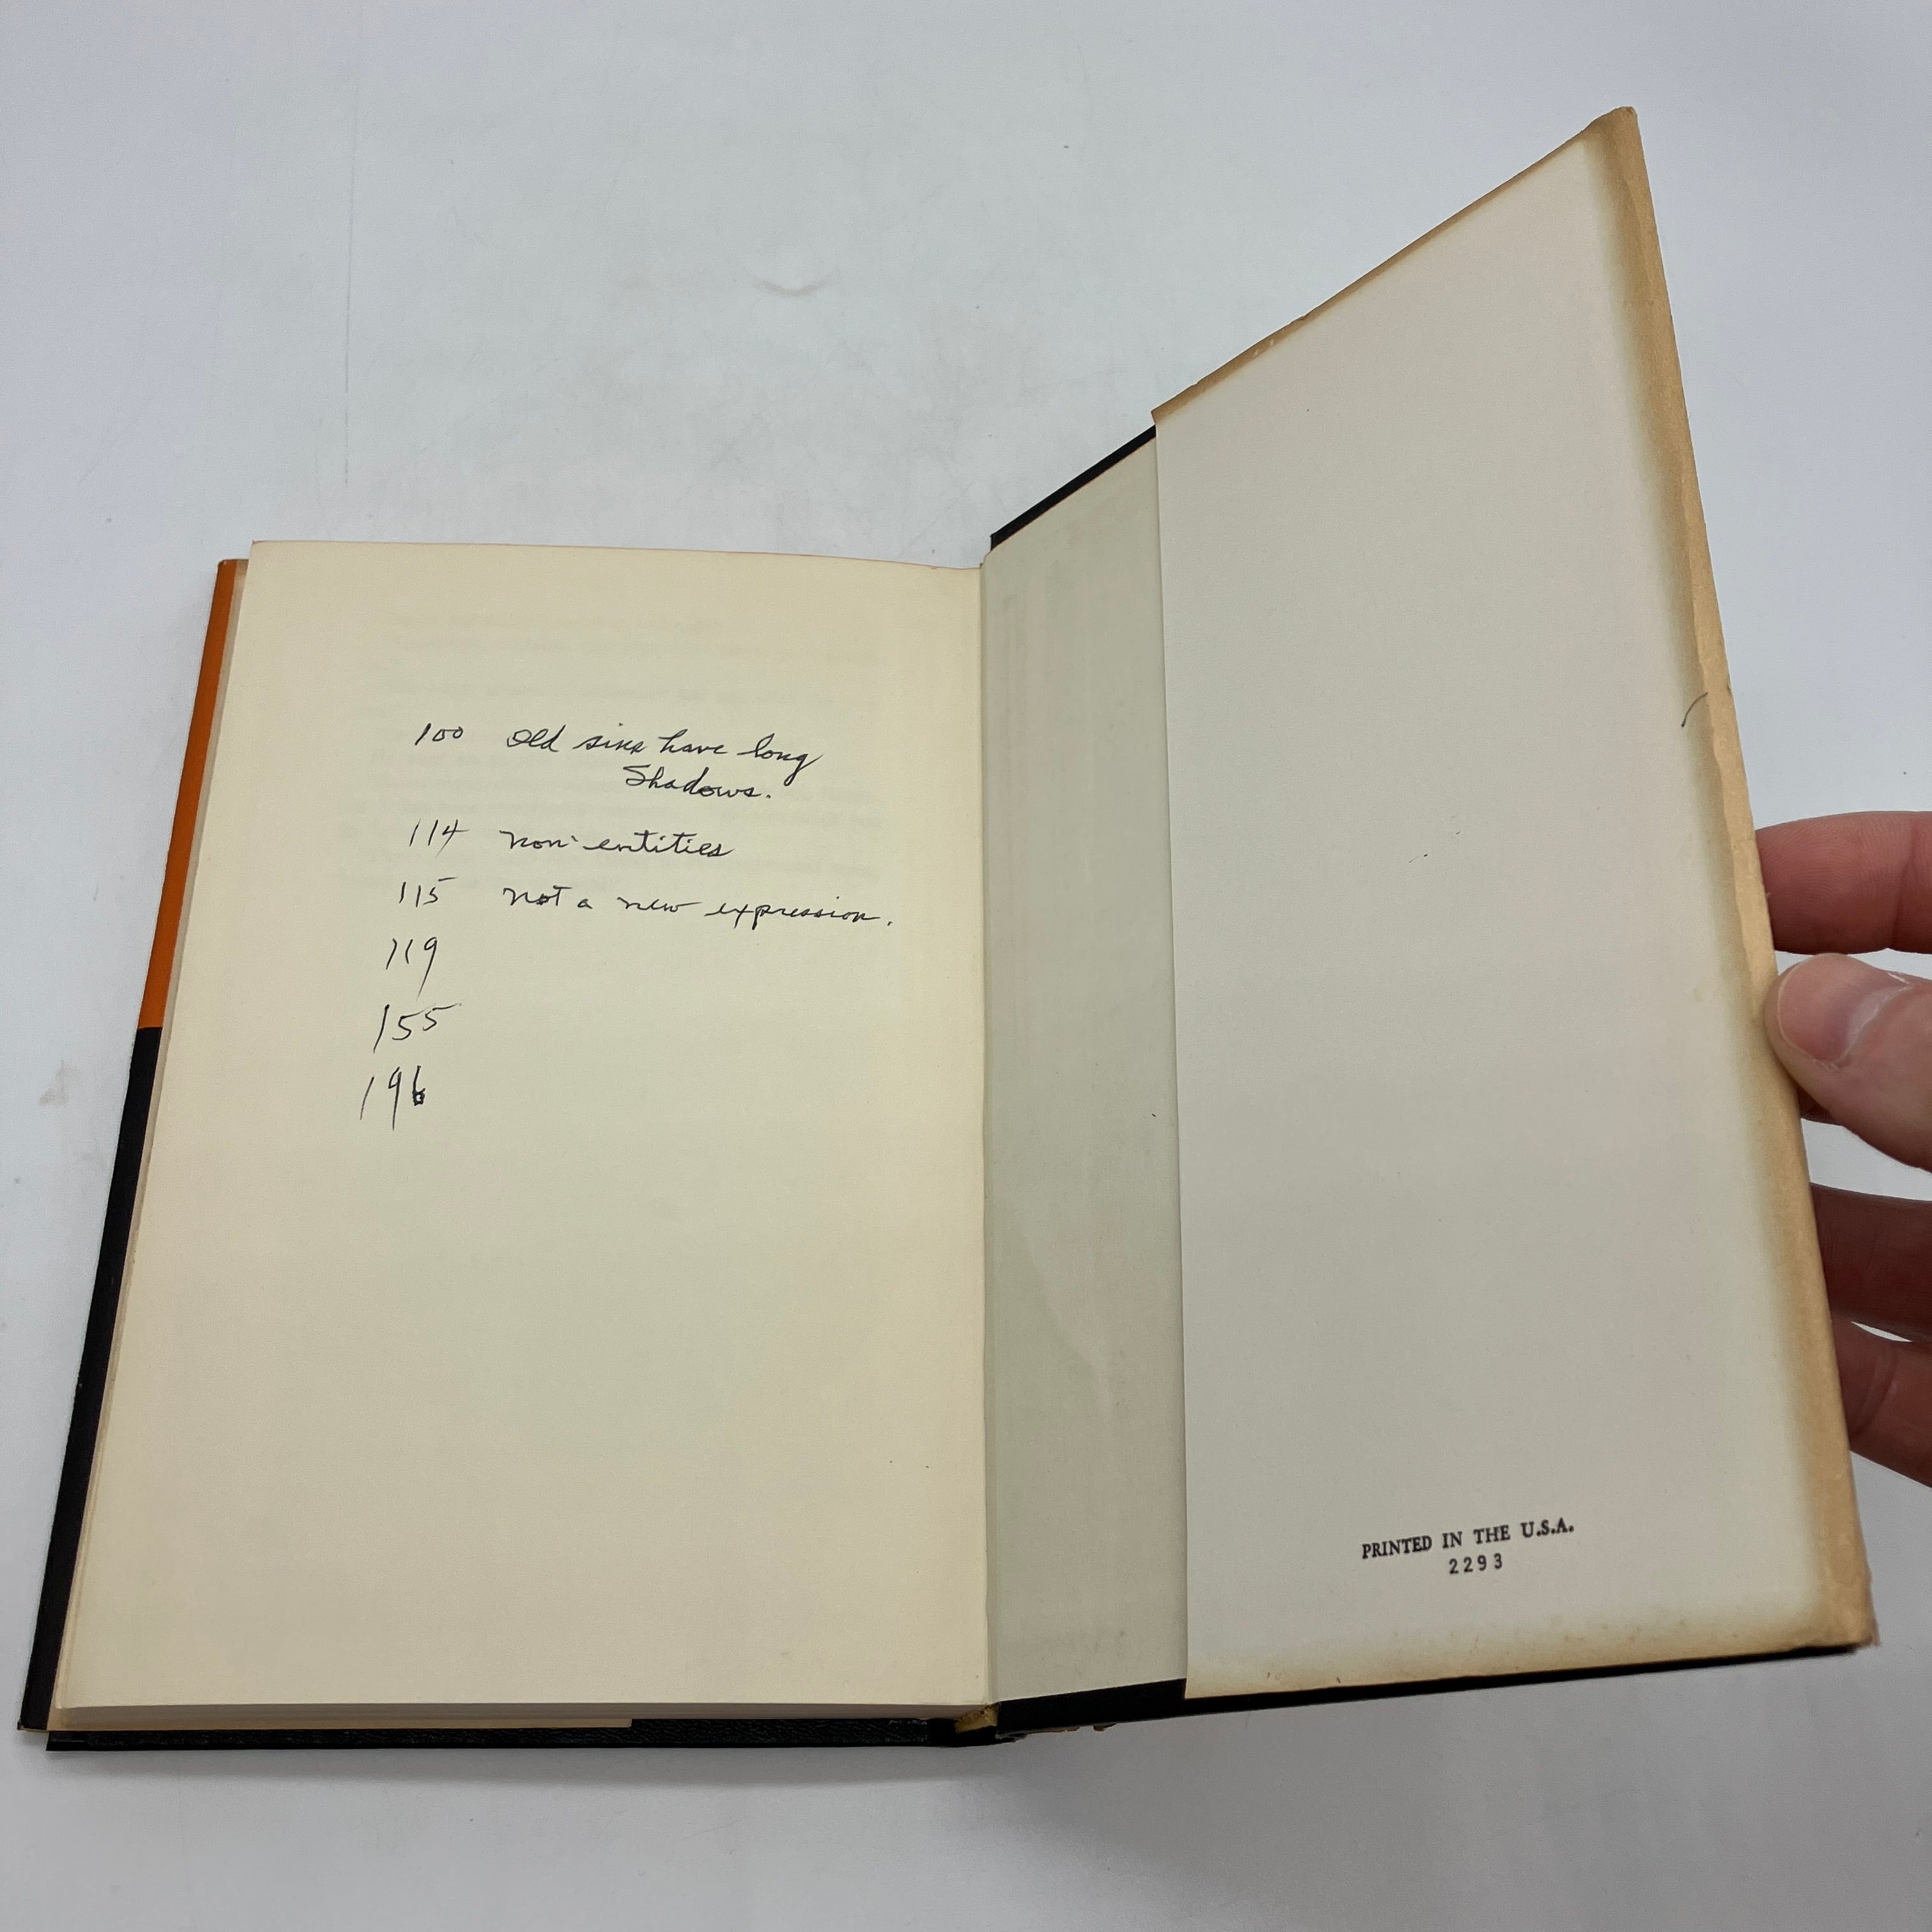 100 Old sins have long
Shadows.
114 non-entities
115 not a new expression.
119
155
196
PRINTED IN THE U.S.A.
2293